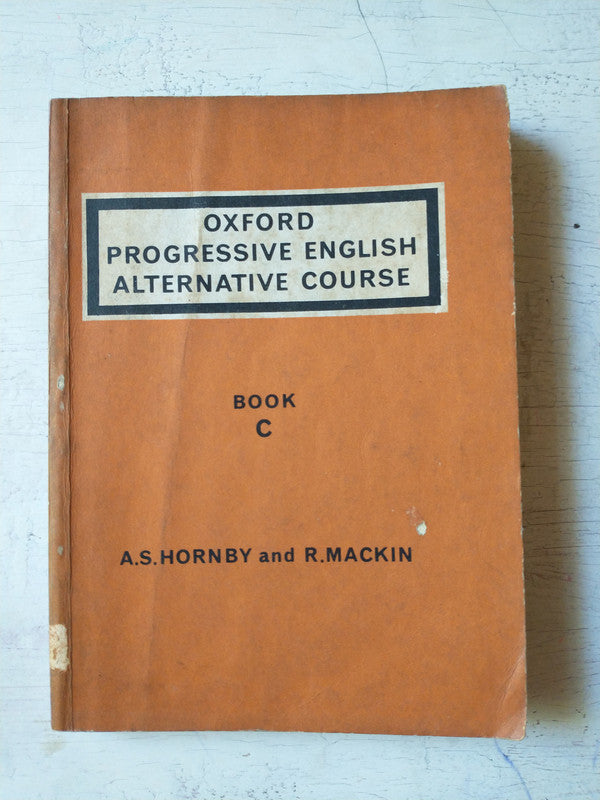 OXFORD
PROGRESSIVE ENGLISH
ALTERNATIVE COURSE
BOOK
C
A.S.HORNBY and R.MACKIN